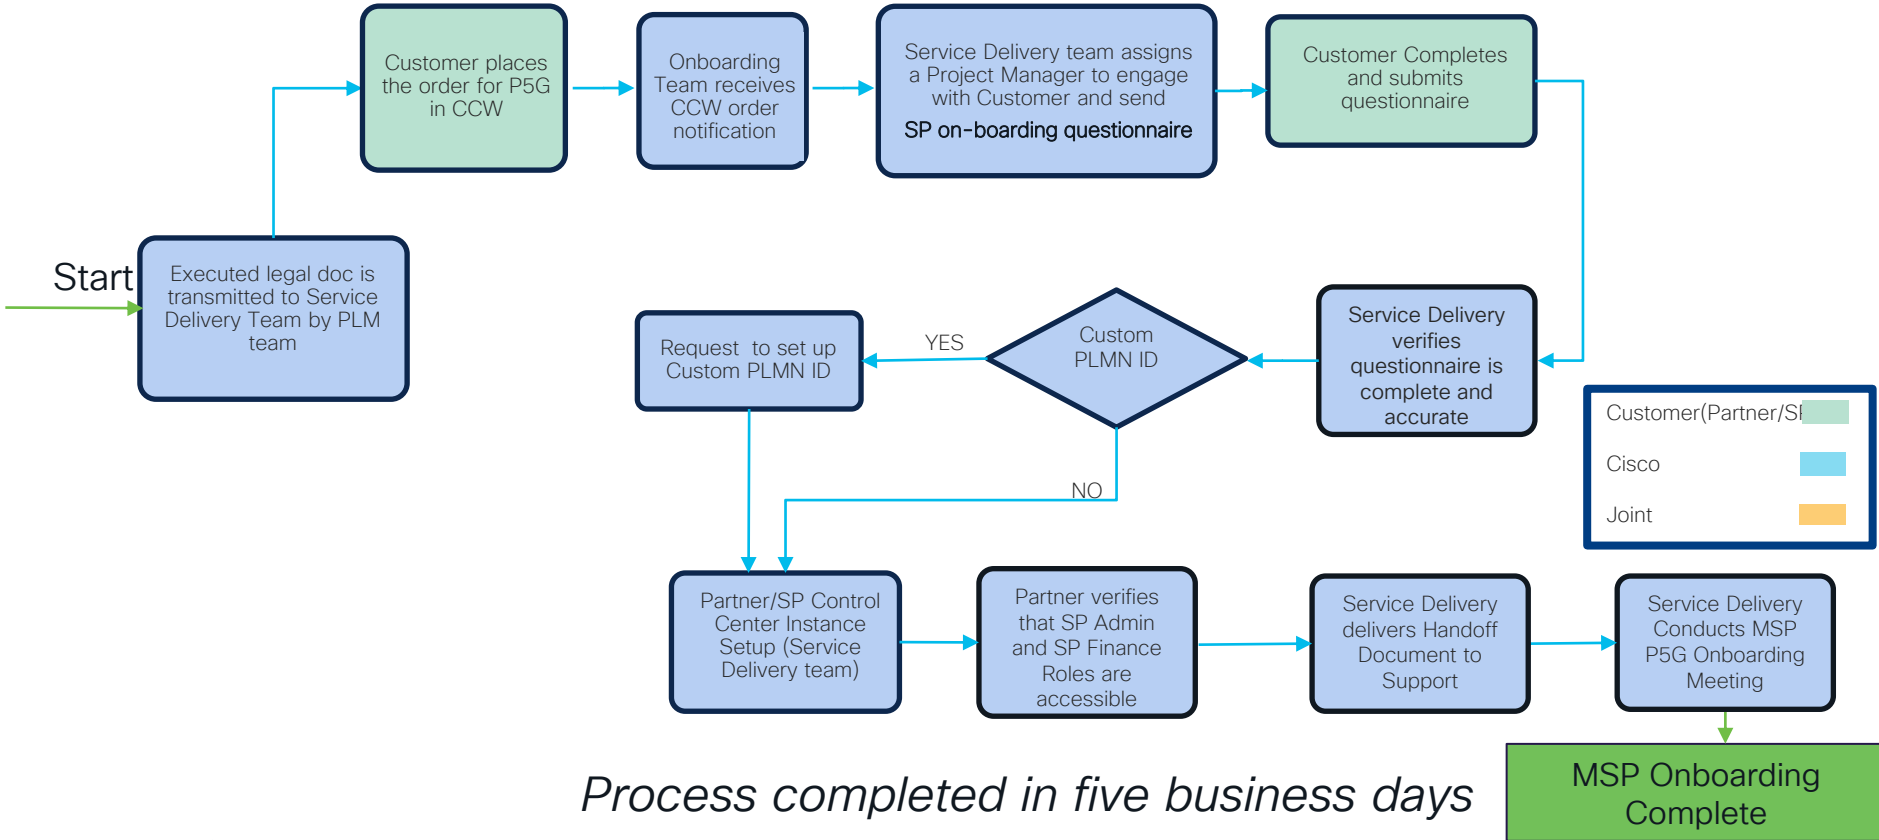 Customer places
the order for P5G
in CCW
Onboarding
Team receives
CCW order
notification
Service Delivery team assigns
a Project Manager to engage
with Customer and send
SP on-boarding questionnaire
Customer Completes
and submits
questionnaire
Start
Executed legal doc is
transmitted to Service
Delivery Team by PLM
team
Request to set up
Custom PLMN ID
YES
Custom
PLMN ID
NO
Service Delivery
verifies
questionnaire is
complete and
accurate
Customer(Partner/S
Cisco
Joint
Partner/SP Control
Center Instance
Setup (Service
Delivery team)
Partner verifies
that SP Admin
and SP Finance
Roles are
accessible
Service Delivery
delivers Handoff
Document to
Support
Service Delivery
Conducts MSP
P5G Onboarding
Meeting
Process completed in five business days
MSP Onboarding
Complete